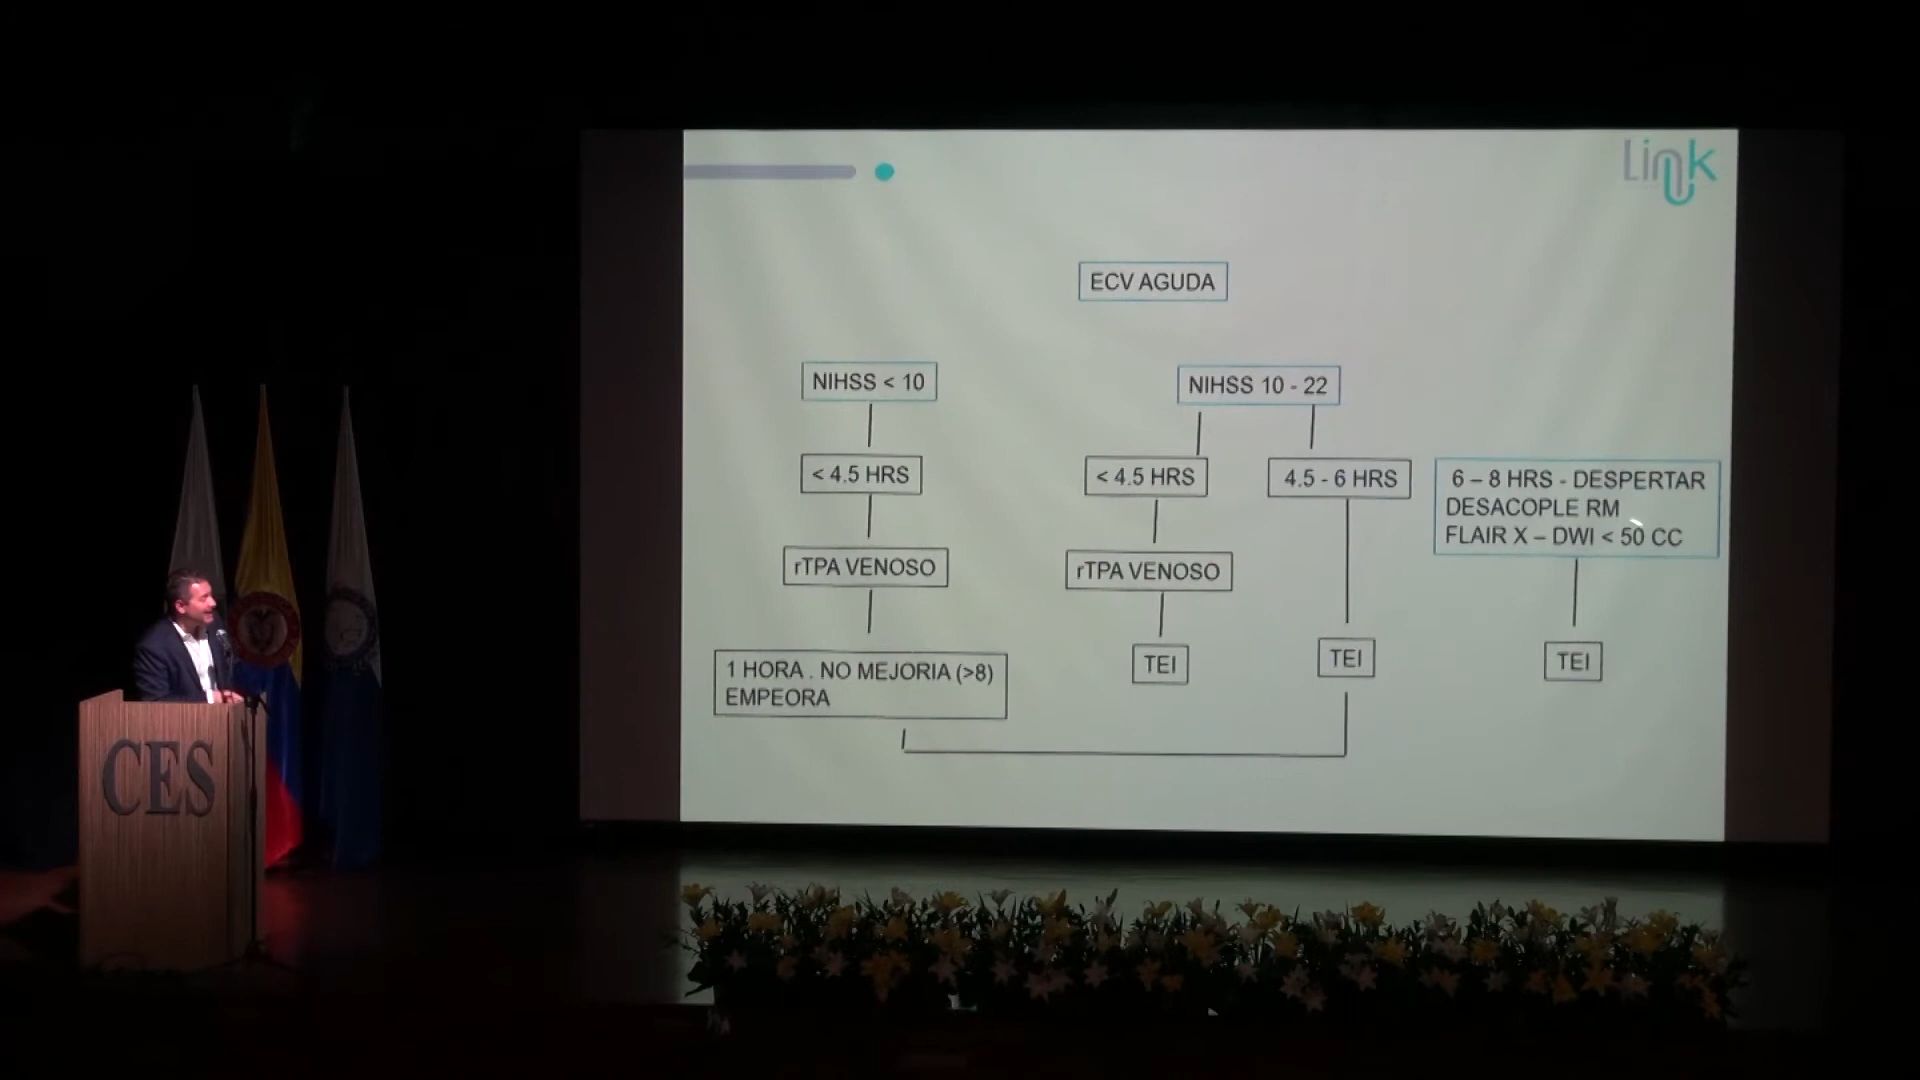 Link
ECV AGUDA
NIHSS < 10
NIHSS 10 - 22
< 4.5 HRS
< 4.5 HRS
4.5 - 6 HRS
6 – 8 HRS - DESPERTAR
DESACOPLE RM
FLAIR X – DWI < 50 CC
rTPA VENOSO
rTPA VENOSO
1 HORA . NO MEJORIA (>8)
EMPEORA
TEI
TEI
TEI
CES